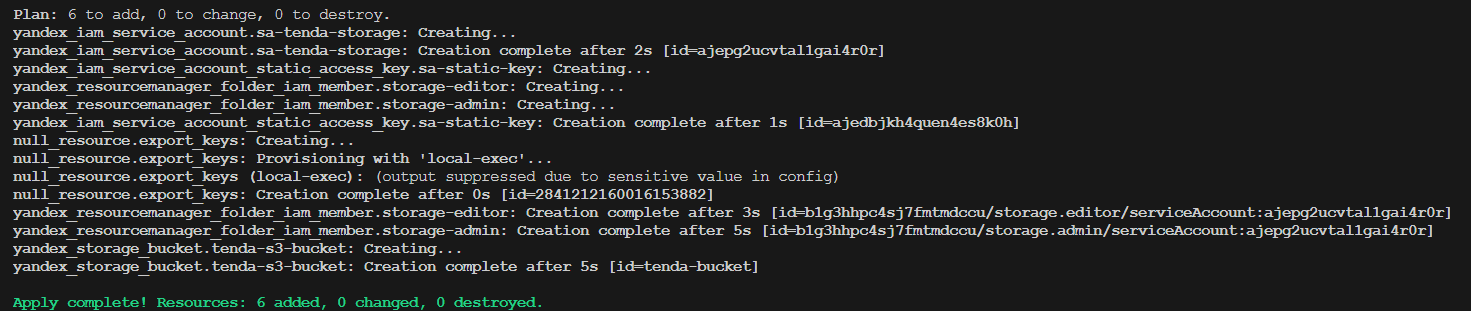 Plan: 6 to add, 0 to change, 0 to destroy.
yandex_iam_service_account.sa-tenda-storage: Creating...
yandex_iam_service_account.sa-tenda-storage: Creation complete after 2s [id=ajepg2ucvtal1gai4r0r]
yandex_iam_service_account_static_access_key.sa-static-key: Creating...
yandex_resourcemanager_folder_iam_member.storage-editor: Creating...
yandex_resourcemanager_folder_iam_member.storage-admin: Creating...
yandex_iam_service_account_static_access_key.sa-static-key: Creation complete after 1s [id=ajedbjkh4quen4es8k0h]
null_resource.export_keys: Creating...
null_resource.export_keys: Provisioning with 'local-exec'...
null_resource.export_keys (local-exec): (output suppressed due to sensitive value in config)
null_resource.export_keys: Creation complete after 0s [id=2841212160016153882]
yandex_resourcemanager_folder_iam_member.storage-editor: Creation complete after 3s [id=b1g3hhpc4sj7fmtmdccu/storage.editor/serviceAccount:ajepg2ucvtal1gai4r0r]
yandex_resourcemanager_folder_iam_member.storage-admin: Creation complete after 5s [id=b1g3hhpc4sj7fmtmdccu/storage.admin/serviceAccount:ajepg2ucvtal1gai4r0r]
yandex_storage_bucket.tenda-s3-bucket: Creating...
yandex_storage_bucket.tenda-s3-bucket: Creation complete after 5s [id=tenda-bucket]
Apply complete! Resources: 6 added, 0 changed, 0 destroyed.